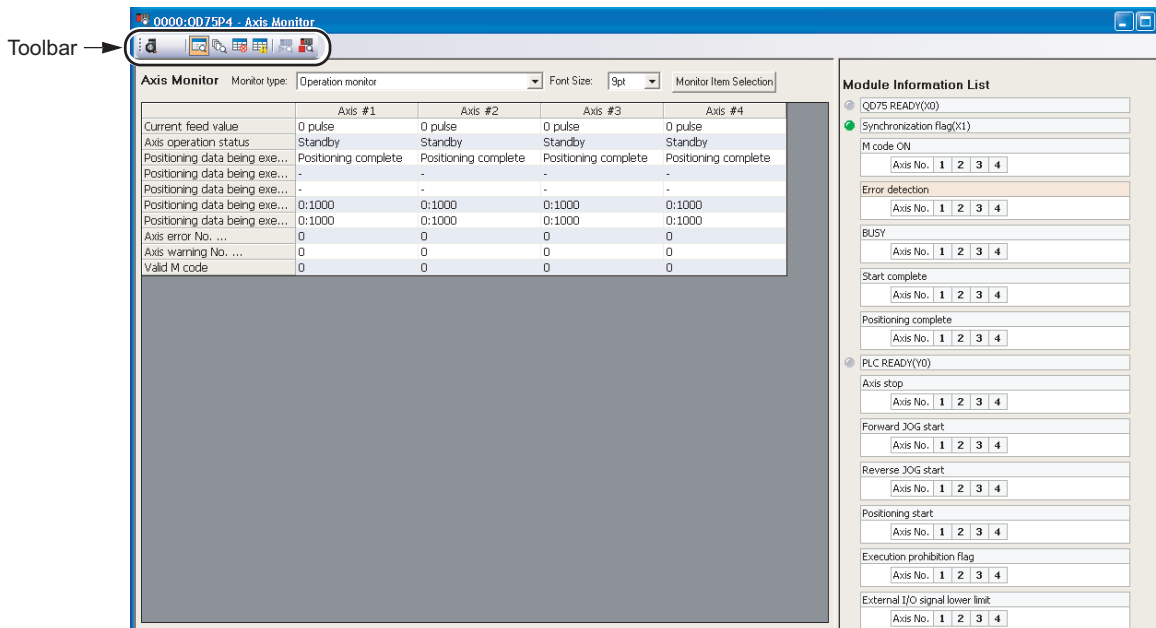 0000:QD75P4 - Axis Monitor
Toolbar
Axis Monitor Monitor type: Operation monitor Font Size: 9pt Monitor Item Selection
Axis #1 Axis #2 Axis #3 Axis #4
Current feed value 0 pulse 0 pulse 0 pulse 0 pulse
Axis operation status Standby Standby Standby Standby
Positioning data being exe... Positioning complete Positioning complete Positioning complete Positioning complete
Positioning data being exe... - - - -
Positioning data being exe... - - - -
Positioning data being exe... 0:1000 0:1000 0:1000 0:1000
Positioning data being exe... 0:1000 0:1000 0:1000 0:1000
Axis error No. ... 0 0 0 0
Axis warning No. ... 0 0 0 0
Valid M code 0 0 0 0
Module Information List
QD75 READY(X0)
Synchronization flag(X1)
M code ON
Axis No. 1 2 3 4
Error detection
Axis No. 1 2 3 4
BUSY
Axis No. 1 2 3 4
Start complete
Axis No. 1 2 3 4
Positioning complete
Axis No. 1 2 3 4
PLC READY(Y0)
Axis stop
Axis No. 1 2 3 4
Forward JOG start
Axis No. 1 2 3 4
Reverse JOG start
Axis No. 1 2 3 4
Positioning start
Axis No. 1 2 3 4
Execution prohibition flag
Axis No. 1 2 3 4
External I/O signal lower limit
Axis No. 1 2 3 4